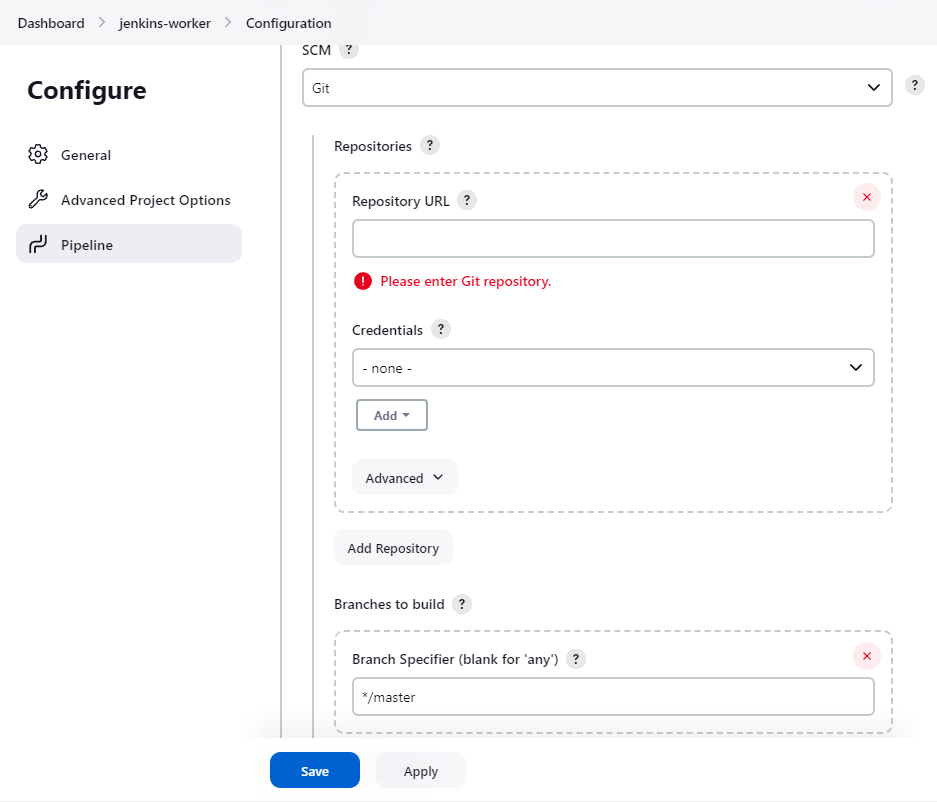 Dashboard > jenkins-worker > Configuration
Configure
General
Advanced Project Options
Pipeline
SCM ?
Git
?
Repositories ?
Repository URL ?
Please enter Git repository.
Credentials ?
- none -
Add
Advanced
Add Repository
Branches to build ?
Branch Specifier (blank for 'any') ?
*/master
Save Apply